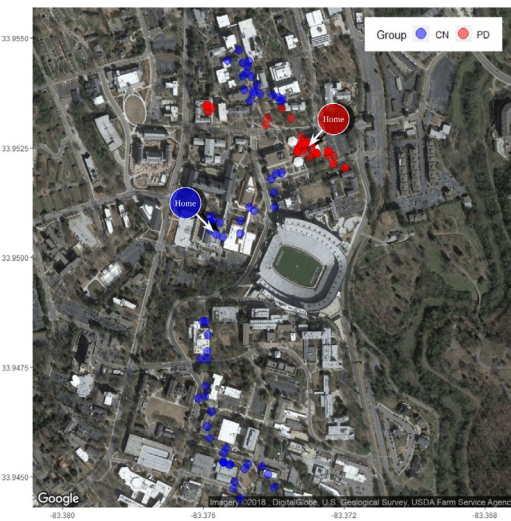 33.9550
33.9525
33.9500
33.9475
33.9450
Group CN PD
Home
Home
Google
Imagery ©2018 , DigitalGlobe, U.S. Geological Survey, USDA Farm Service Agenc
-83.380 -83.376 -83.372 -83.368